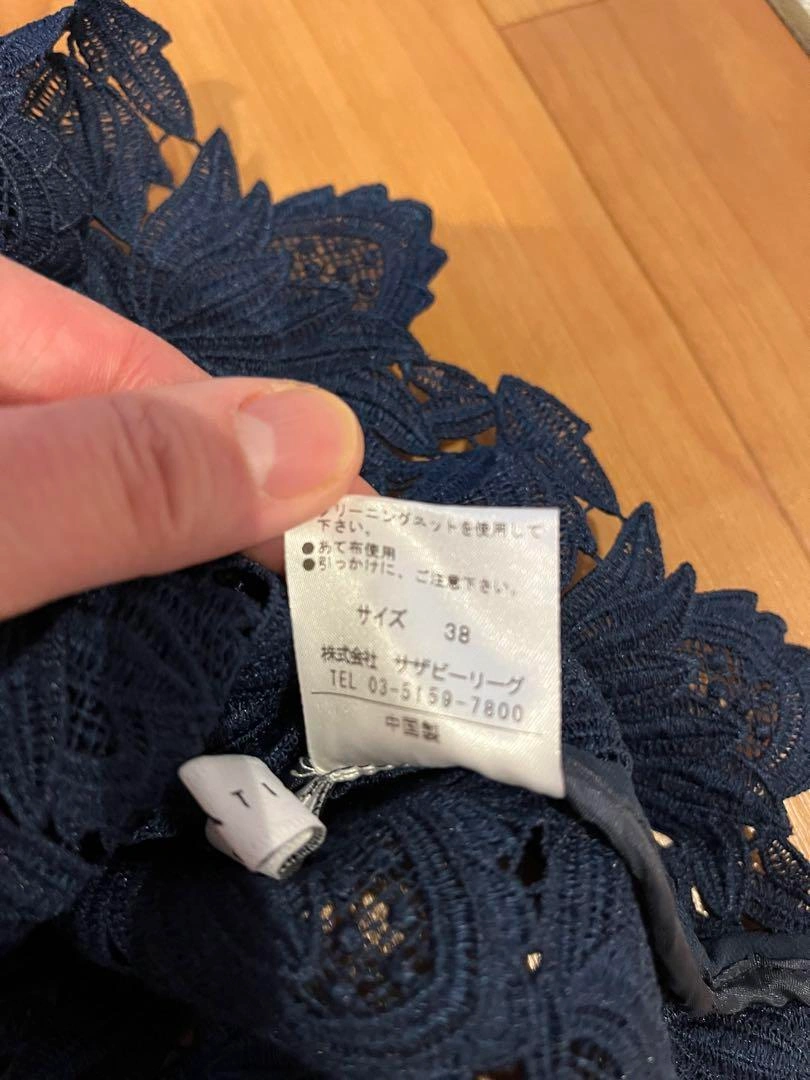 クリーニングネットを使用して
下さい。
●あて布使用
●引っかけに、ご注意下さい。
サイズ 38
株式会社 サザビーリーグ
TEL 03-5159-7800
中国製
T I